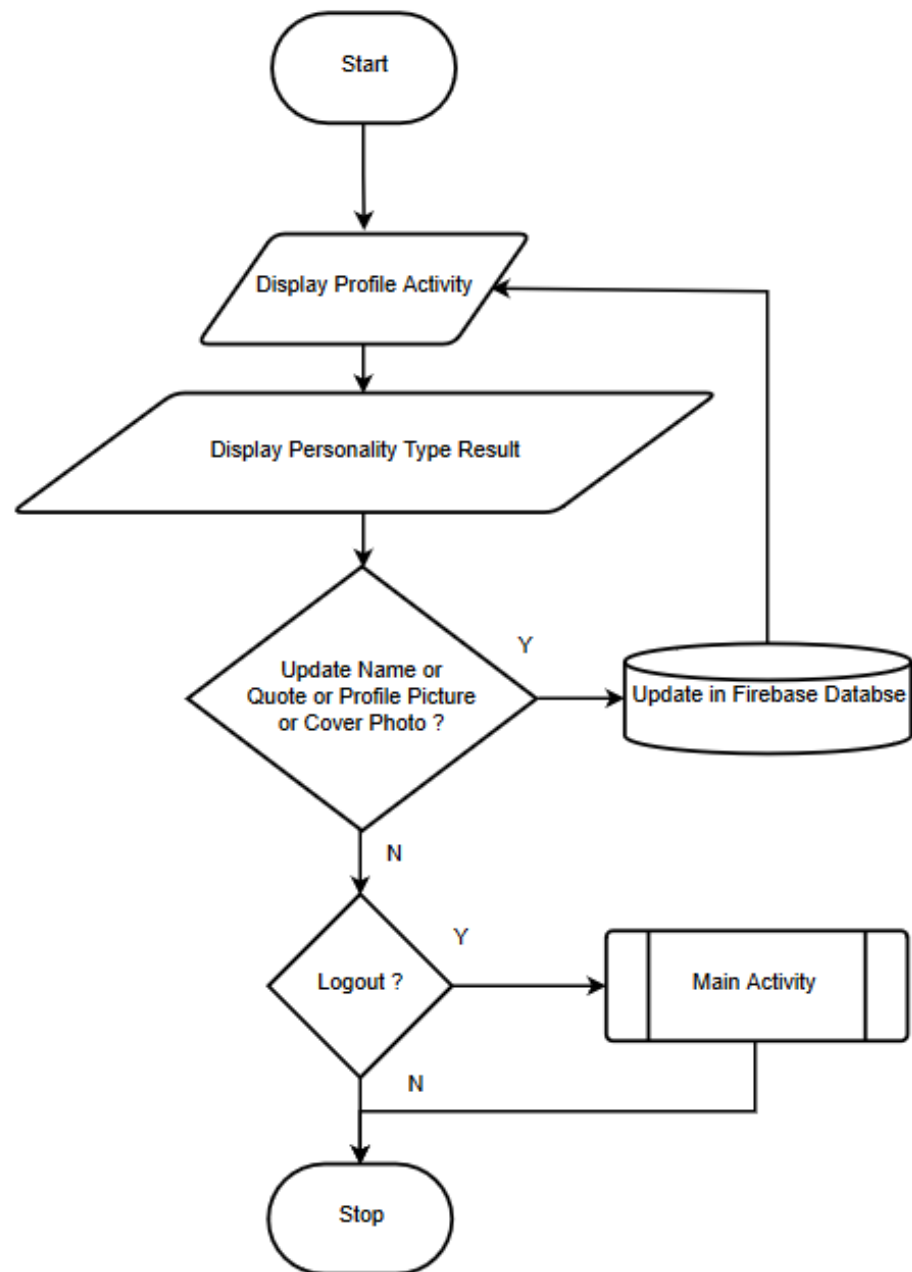 Start
Display Profile Activity
Display Personality Type Result
Update Name or
Quote or Profile Picture
or Cover Photo ?
Y
Update in Firebase Databse
N
Logout ?
Y
Main Activity
N
Stop